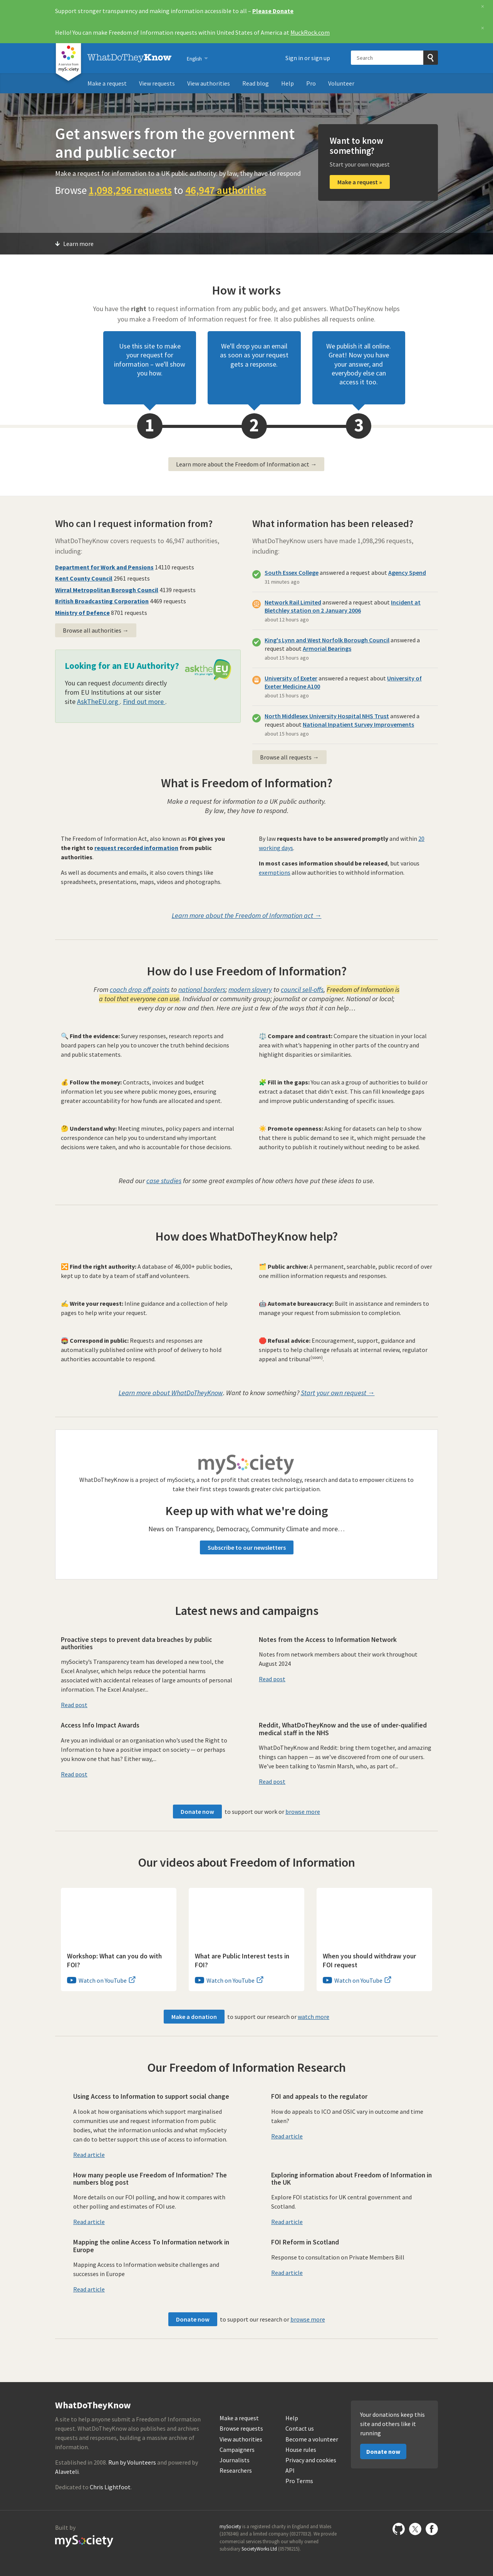 Support stronger transparency and making information accessible to all – Please Donate
Hello! You can make Freedom of Information requests within United States of America at MuckRock.com
mySociety
WhatDoTheyKnow
English
Sign in or sign up
Search
Make a request
View requests
View authorities
Read blog
Help
Pro
Volunteer
Get answers from the government
and public sector
Make a request for information to a UK public authority: by law, they have to respond
Browse 1,098,296 requests to 46,947 authorities
Want to know
something?
Start your own request
Make a request »
Learn more
How it works
You have the right to request information from any public body, and get answers. WhatDoTheyKnow helps
you make a Freedom of Information request for free. It also publishes all requests online.
Use this site to make
your request for
information – we'll show
you how.
We'll drop you an email
as soon as your request
gets a response.
We publish it all online.
Great! Now you have
your answer, and
everybody else can
access it too.
1
2
3
Learn more about the Freedom of Information act →
Who can I request information from?
WhatDoTheyKnow covers requests to 46,947 authorities,
including:
Department for Work and Pensions 14110 requests
Kent County Council 2961 requests
Wirral Metropolitan Borough Council 4139 requests
British Broadcasting Corporation 4469 requests
Ministry of Defence 8701 requests
Browse all authorities →
Looking for an EU Authority?
You can request documents directly
from EU Institutions at our sister
site AskTheEU.org . Find out more .
asktheEU
What information has been released?
WhatDoTheyKnow users have made 1,098,296 requests,
including:
South Essex College answered a request about Agency Spend
31 minutes ago
Network Rail Limited answered a request about Incident at
Bletchley station on 2 January 2006
about 12 hours ago
King's Lynn and West Norfolk Borough Council answered a
request about Armorial Bearings
about 15 hours ago
University of Exeter answered a request about University of
Exeter Medicine A100
about 15 hours ago
North Middlesex University Hospital NHS Trust answered a
request about National Inpatient Survey Improvements
about 15 hours ago
Browse all requests →
What is Freedom of Information?
Make a request for information to a UK public authority.
By law, they have to respond.
The Freedom of Information Act, also known as FOI gives you
the right to request recorded information from public
authorities.
As well as documents and emails, it also covers things like
spreadsheets, presentations, maps, videos and photographs.
By law requests have to be answered promptly and within 20
working days.
In most cases information should be released, but various
exemptions allow authorities to withhold information.
Learn more about the Freedom of Information act →
How do I use Freedom of Information?
From coach drop off points to national borders; modern slavery to council sell-offs, Freedom of Information is
a tool that everyone can use. Individual or community group; journalist or campaigner. National or local;
every day or now and then. Here are just a few of the ways that it can help…
🔍 Find the evidence: Survey responses, research reports and
board papers can help you to uncover the truth behind decisions
and public statements.
⚖️ Compare and contrast: Compare the situation in your local
area with what's happening in other parts of the country and
highlight disparities or similarities.
💰 Follow the money: Contracts, invoices and budget
information let you see where public money goes, ensuring
greater accountability for how funds are allocated and spent.
🧩 Fill in the gaps: You can ask a group of authorities to build or
extract a dataset that didn't exist. This can fill knowledge gaps
and improve public understanding of specific issues.
🤔 Understand why: Meeting minutes, policy papers and internal
correspondence can help you to understand why important
decisions were taken, and who is accountable for those decisions.
☀️ Promote openness: Asking for datasets can help to show
that there is public demand to see it, which might persuade the
authority to publish it routinely without needing to be asked.
Read our case studies for some great examples of how others have put these ideas to use.
How does WhatDoTheyKnow help?
🔀 Find the right authority: A database of 46,000+ public bodies,
kept up to date by a team of staff and volunteers.
🗂️ Public archive: A permanent, searchable, public record of over
one million information requests and responses.
✍️ Write your request: Inline guidance and a collection of help
pages to help write your request.
🤖 Automate bureaucracy: Built in assistance and reminders to
manage your request from submission to completion.
📯 Correspond in public: Requests and responses are
automatically published online with proof of delivery to hold
authorities accountable to respond.
🛑 Refusal advice: Encouragement, support, guidance and
snippets to help challenge refusals at internal review, regulator
appeal and tribunal(soon).
Learn more about WhatDoTheyKnow. Want to know something? Start your own request →
mySociety
WhatDoTheyKnow is a project of mySociety, a not for profit that creates technology, research and data to empower citizens to
take their first steps towards greater civic participation.
Keep up with what we're doing
News on Transparency, Democracy, Community Climate and more…
Subscribe to our newsletters
Latest news and campaigns
Proactive steps to prevent data breaches by public
authorities
mySociety's Transparency team has developed a new tool, the
Excel Analyser, which helps reduce the potential harms
associated with accidental releases of large amounts of personal
information. The Excel Analyser...
Read post
Notes from the Access to Information Network
Notes from network members about their work throughout
August 2024
Read post
Access Info Impact Awards
Are you an individual or an organisation who's used the Right to
Information to have a positive impact on society — or perhaps
you know one that has? Either way,...
Read post
Reddit, WhatDoTheyKnow and the use of under-qualified
medical staff in the NHS
WhatDoTheyKnow and Reddit: bring them together, and amazing
things can happen — as we've discovered from one of our users.
We've been talking to Yasmin Marsh, who, as part of...
Read post
Donate now to support our work or browse more
Our videos about Freedom of Information
Workshop: What can you do with
FOI?
Watch on YouTube
What are Public Interest tests in
FOI?
Watch on YouTube
When you should withdraw your
FOI request
Watch on YouTube
Make a donation to support our research or watch more
Our Freedom of Information Research
Using Access to Information to support social change
A look at how organisations which support marginalised
communities use and request information from public
bodies, what the information unlocks and what mySociety
can do to better support this use of access to information.
Read article
FOI and appeals to the regulator
How do appeals to ICO and OSIC vary in outcome and time
taken?
Read article
How many people use Freedom of Information? The
numbers blog post
More details on our FOI polling, and how it compares with
other polling and estimates of FOI use.
Read article
Exploring information about Freedom of Information in
the UK
Explore FOI statistics for UK central government and
Scotland.
Read article
Mapping the online Access To Information network in
Europe
Mapping Access to Information website challenges and
successes in Europe
Read article
FOI Reform in Scotland
Response to consultation on Private Members Bill
Read article
Donate now to support our research or browse more
WhatDoTheyKnow
A site to help anyone submit a Freedom of Information
request. WhatDoTheyKnow also publishes and archives
requests and responses, building a massive archive of
information.
Established in 2008. Run by Volunteers and powered by
Alaveteli.
Dedicated to Chris Lightfoot.
Make a request
Browse requests
View authorities
Campaigners
Journalists
Researchers
Help
Contact us
Become a volunteer
House rules
Privacy and cookies
API
Pro Terms
Your donations keep this
site and others like it
running
Donate now
Built by
mySociety
mySociety is a registered charity in England and Wales
(1076346) and a limited company (03277032). We provide
commercial services through our wholly owned
subsidiary SocietyWorks Ltd (05798215).